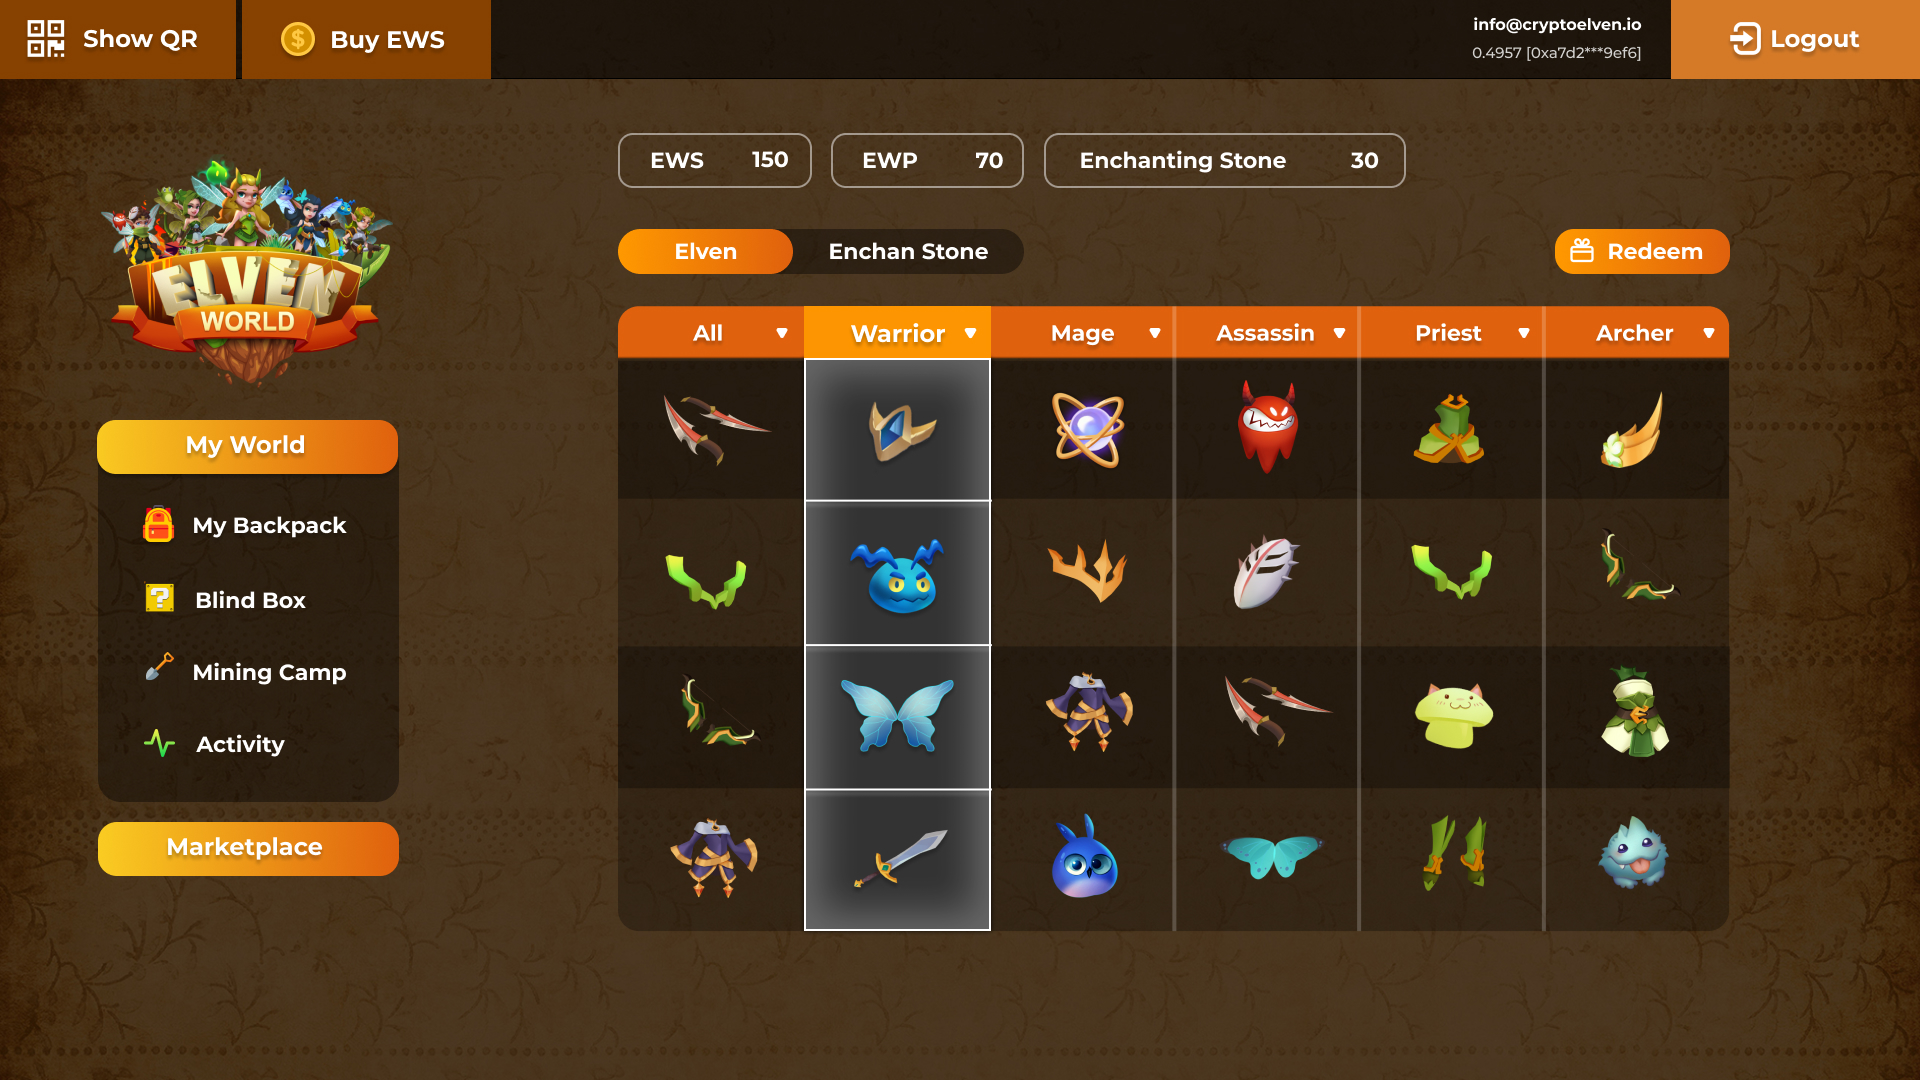 Show QR
Buy EWS
info@cryptoelven.io
0.4957 [0xa7d2***9ef6]
Logout
EWS 150
EWP 70
Enchanting Stone 30
ELVEN
WORLD
Elven
Enchan Stone
Redeem
All
Warrior
Mage
Assassin
Priest
Archer
My World
My Backpack
Blind Box
Mining Camp
Activity
Marketplace